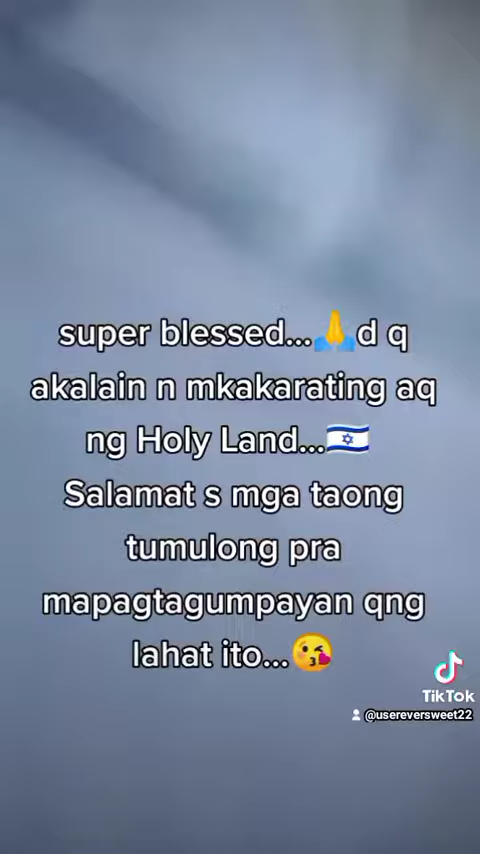 super blessed...🙏d q
akalain n mkakarating aq
ng Holy Land...🇮🇱
Salamat s mga taong
tumulong pra
mapagtagumpayan qng
lahat ito...😘
TikTok
@usereversweet22